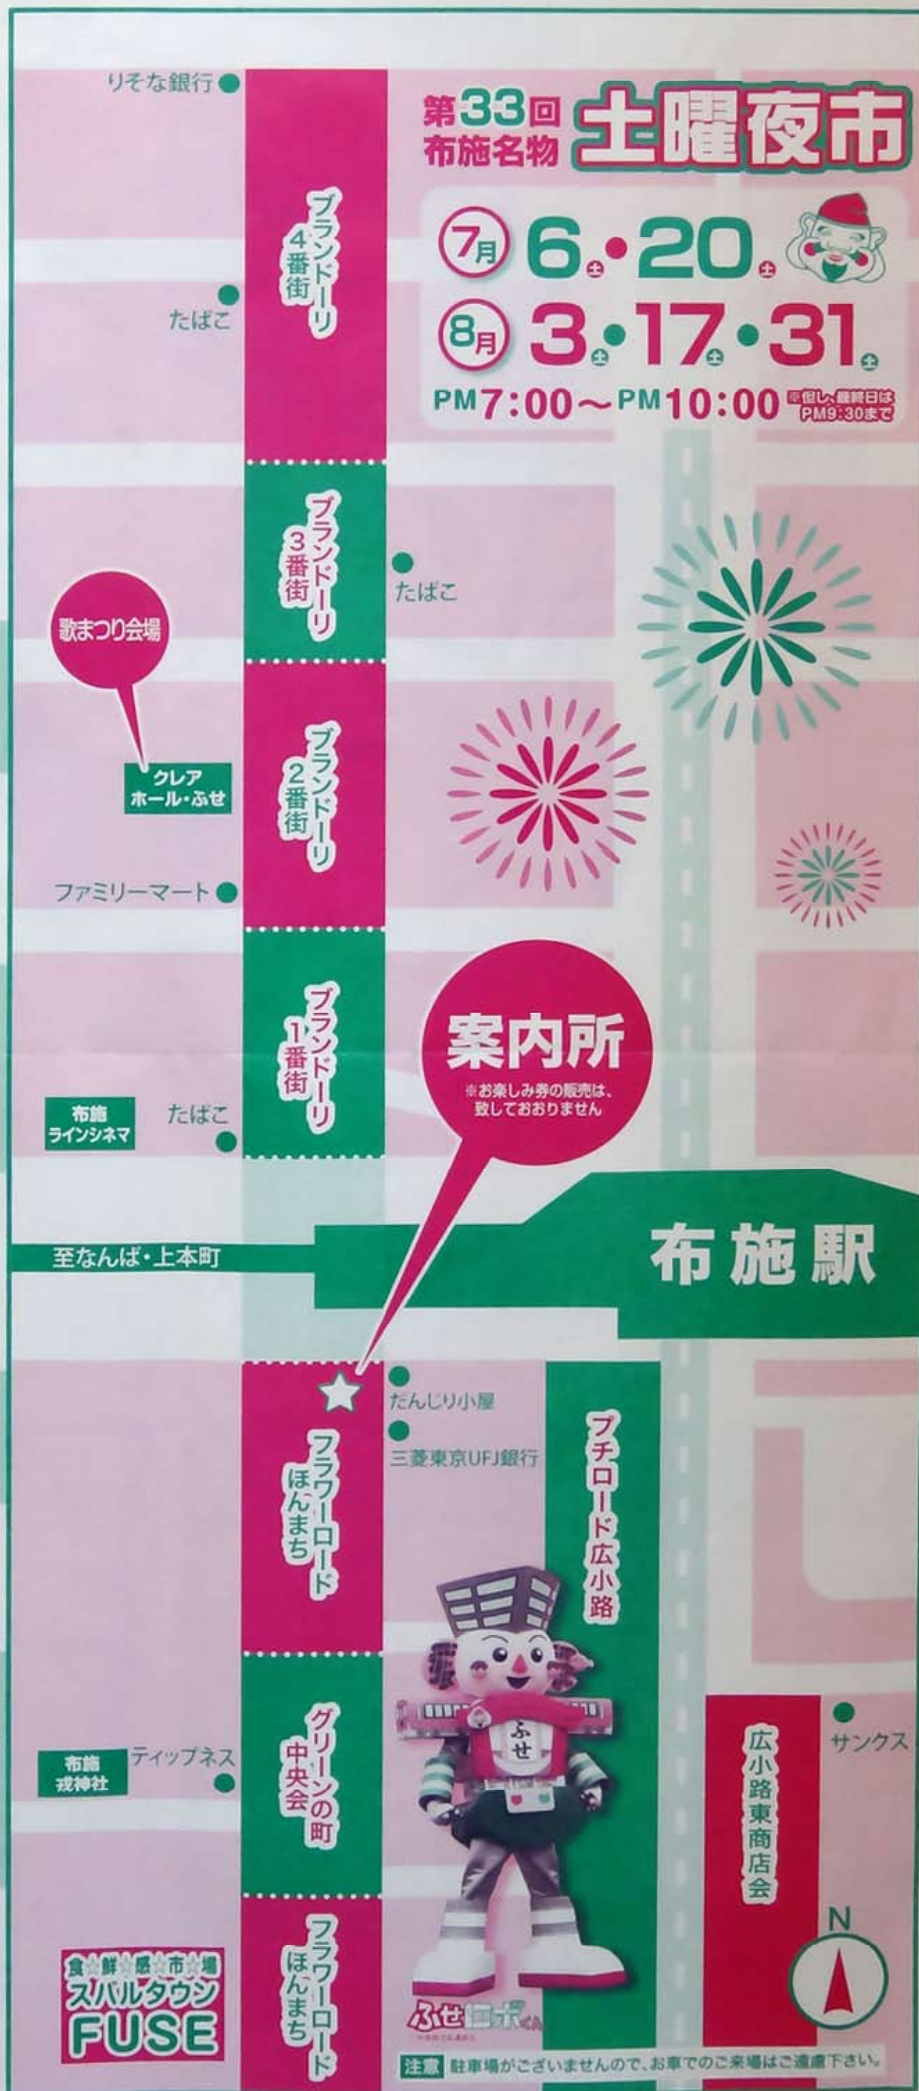 りそな銀行
第33回
布施名物
土曜夜市
7月 6土・20土
8月 3土・17土・31土
PM7:00〜PM10:00
※但し、最終日は
PM9:30まで
ブランドーリ
4番街
たばこ
ブランドーリ
3番街
たばこ
歌まつり会場
クレア
ホール・ふせ
ブランドーリ
2番街
ファミリーマート
ブランドーリ
1番街
案内所
※お楽しみ券の販売は、
致しておおりません
布施
ラインシネマ
たばこ
布施駅
至なんば・上本町
だんじり小屋
三菱東京UFJ銀行
フラワーロード
ほんまち
プチロード広小路
ふせ
グリーンの町
中央会
布施
戎神社
ティップネス
サンクス
広小路東商店会
N
食☆鮮☆感☆市☆場
スバルタウン
FUSE
フラワーロード
ほんまち
ふせロボくん
注意 駐車場がございませんので、お車でのご来場はご遠慮下さい。